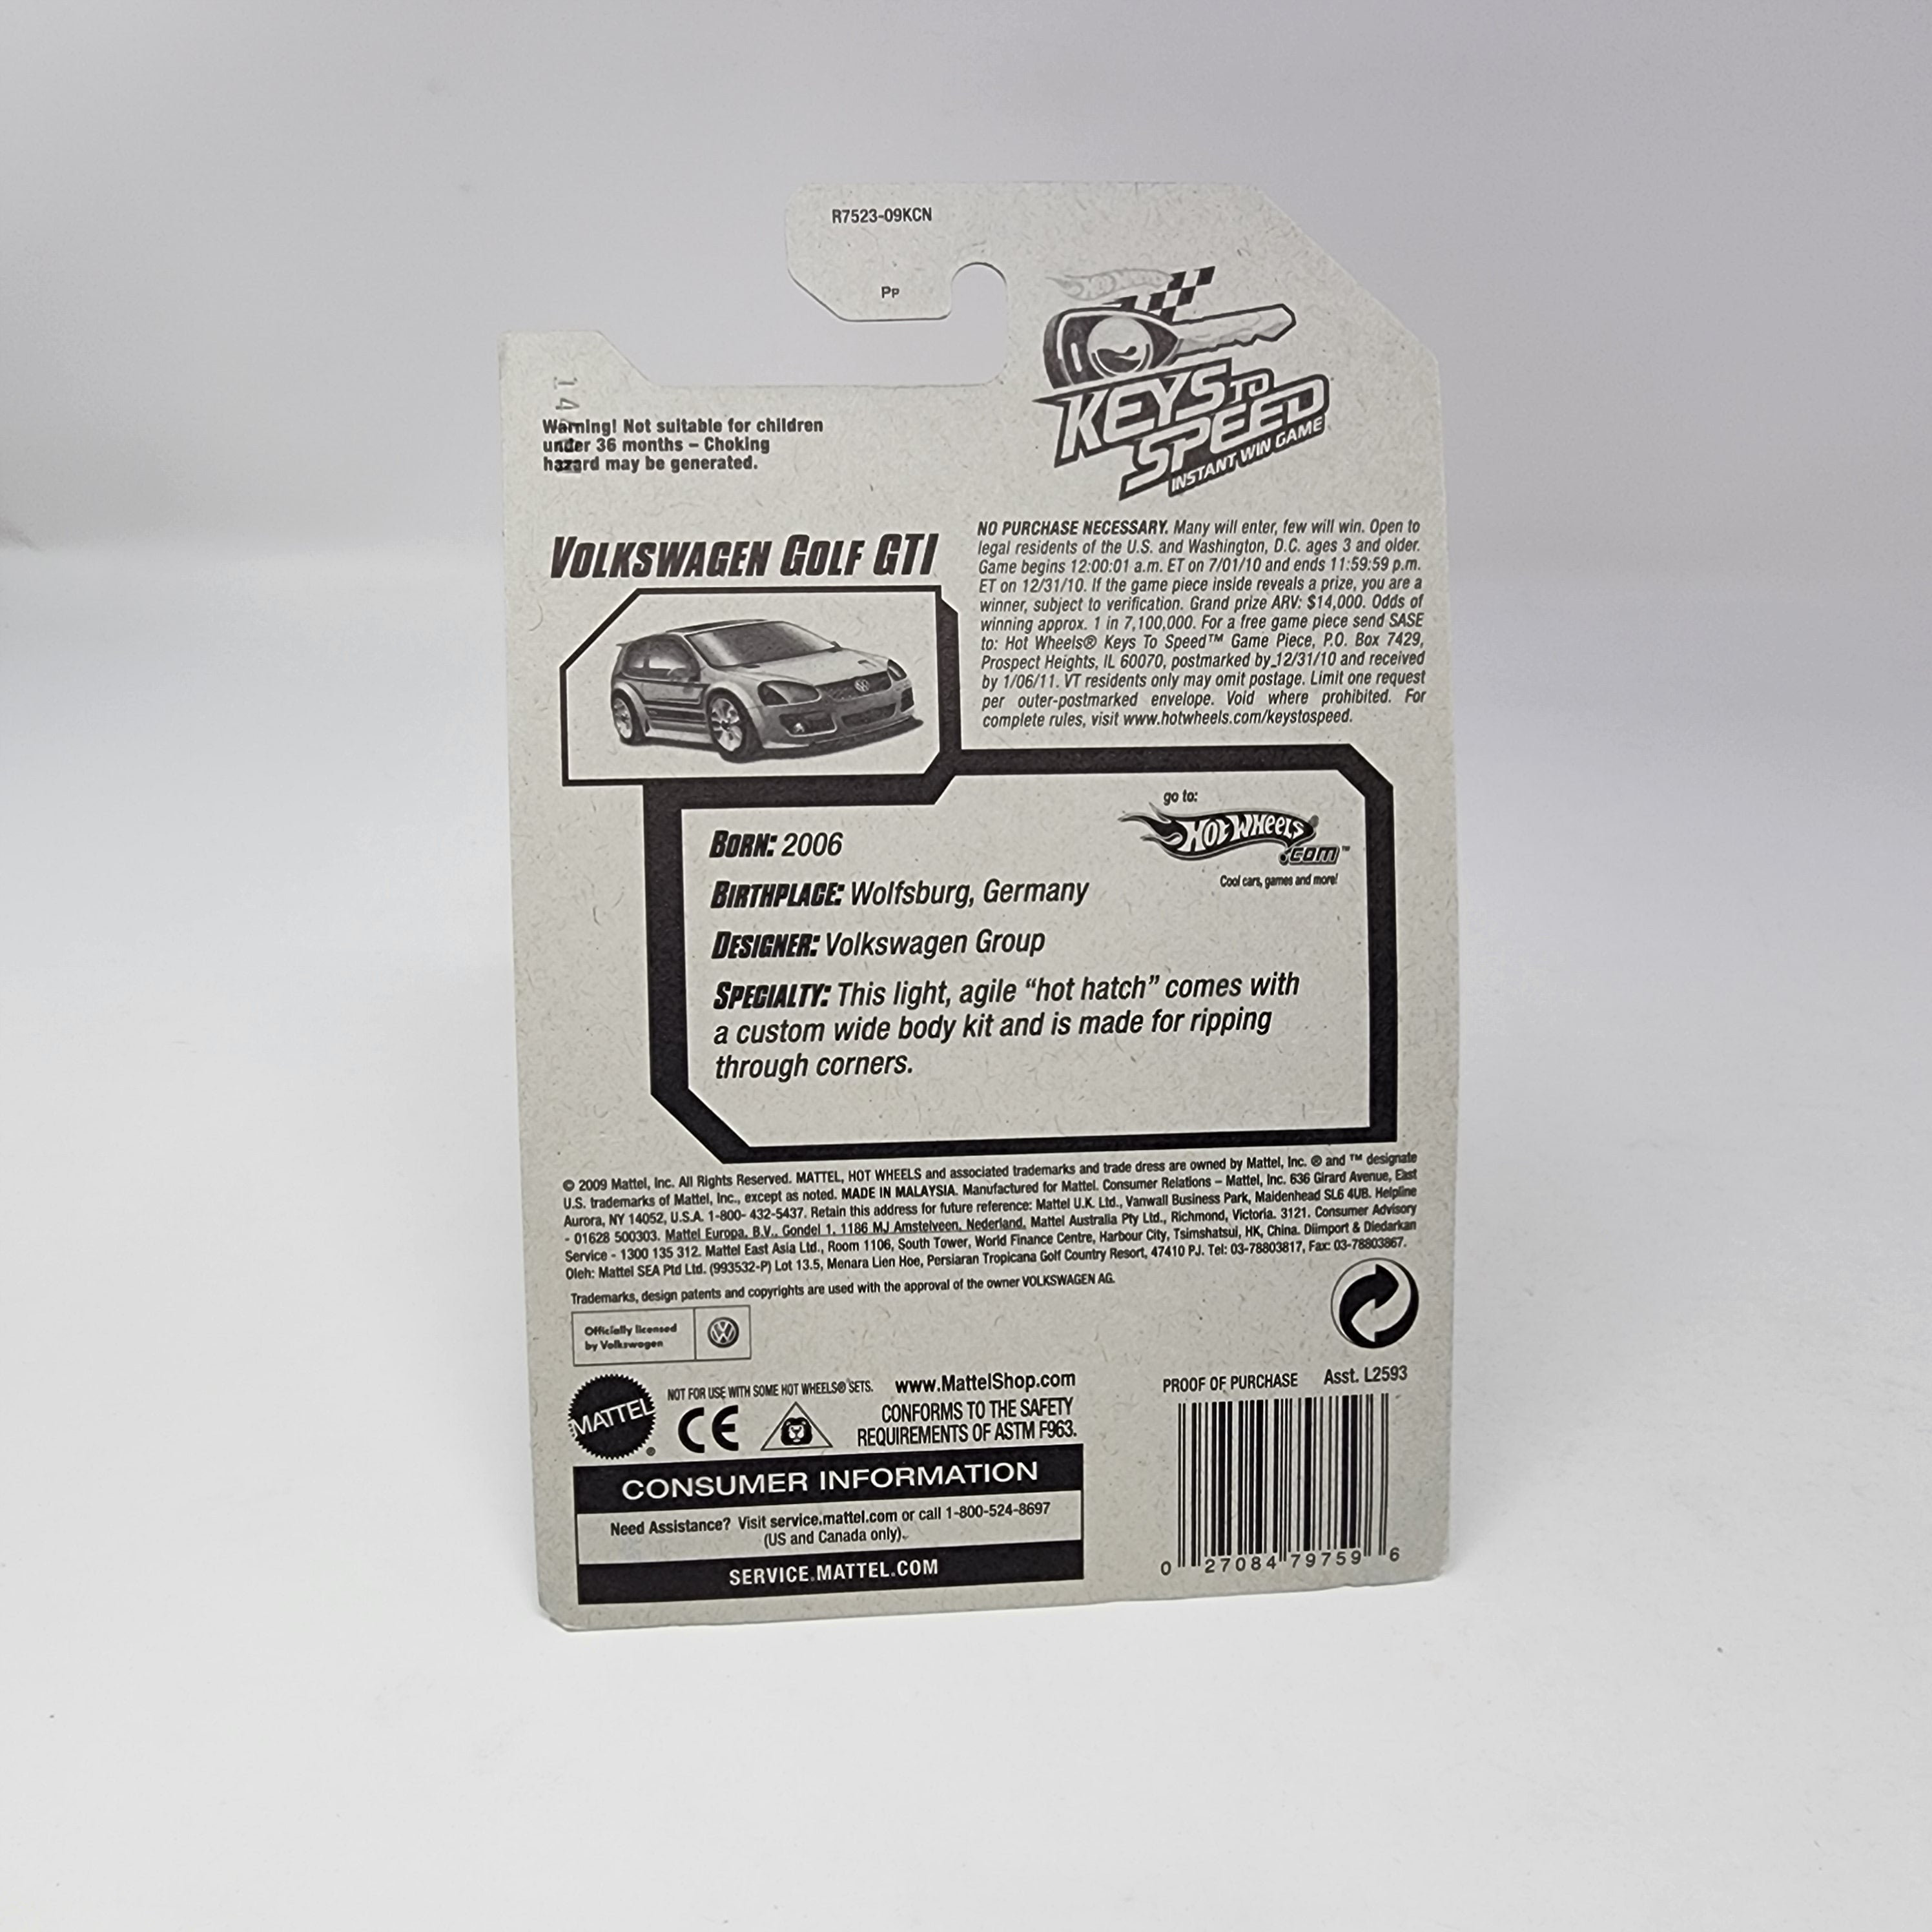 R7523-09KCN
Pp
Warning! Not suitable for children
under 36 months – Choking
hazard may be generated.
KEYS TO
SPEED
INSTANT WIN GAME
VOLKSWAGEN GOLF GTI
NO PURCHASE NECESSARY. Many will enter, few will win. Open to
legal residents of the U.S. and Washington, D.C. ages 3 and older.
Game begins 12:00:01 a.m. ET on 7/01/10 and ends 11:59:59 p.m.
ET on 12/31/10. If the game piece inside reveals a prize, you are a
winner, subject to verification. Grand prize ARV: $14,000. Odds of
winning approx. 1 in 7,100,000. For a free game piece send SASE
to: Hot Wheels® Keys To Speed™ Game Piece, P.O. Box 7429,
Prospect Heights, IL 60070, postmarked by 12/31/10 and received
by 1/06/11. VT residents only may omit postage. Limit one request
per outer-postmarked envelope. Void where prohibited. For
complete rules, visit www.hotwheels.com/keystospeed.
go to:
HOT WHEELS
.COM™
Cool cars, games and more!
BORN: 2006
BIRTHPLACE: Wolfsburg, Germany
DESIGNER: Volkswagen Group
SPECIALTY: This light, agile “hot hatch” comes with
a custom wide body kit and is made for ripping
through corners.
© 2009 Mattel, Inc. All Rights Reserved. MATTEL, HOT WHEELS and associated trademarks and trade dress are owned by Mattel, Inc. ® and ™ designate
U.S. trademarks of Mattel, Inc., except as noted. MADE IN MALAYSIA. Manufactured for Mattel. Consumer Relations – Mattel, Inc. 636 Girard Avenue, East
Aurora, NY 14052, U.S.A. 1-800- 432-5437. Retain this address for future reference: Mattel U.K. Ltd., Vanwall Business Park, Maidenhead SL6 4UB. Helpline
- 01628 500303. Mattel Europa, B.V., Gondel 1, 1186 MJ Amstelveen, Nederland. Mattel Australia Pty Ltd., Richmond, Victoria. 3121. Consumer Advisory
Service - 1300 135 312. Mattel East Asia Ltd., Room 1106, South Tower, World Finance Centre, Harbour City, Tsimshatsui, HK, China. Diimport & Diedarkan
Oleh: Mattel SEA Ptd Ltd. (993532-P) Lot 13.5, Menara Lien Hoe, Persiaran Tropicana Golf Country Resort, 47410 PJ. Tel: 03-78803817, Fax: 03-78803867.
Trademarks, design patents and copyrights are used with the approval of the owner VOLKSWAGEN AG.
Officially licensed
by Volkswagen
VW
MATTEL®
NOT FOR USE WITH SOME HOT WHEELS® SETS.
CE
www.MattelShop.com
CONFORMS TO THE SAFETY
REQUIREMENTS OF ASTM F963.
PROOF OF PURCHASE Asst. L2593
CONSUMER INFORMATION
Need Assistance? Visit service.mattel.com or call 1-800-524-8697
(US and Canada only).
SERVICE.MATTEL.COM
0 27084 79759 6